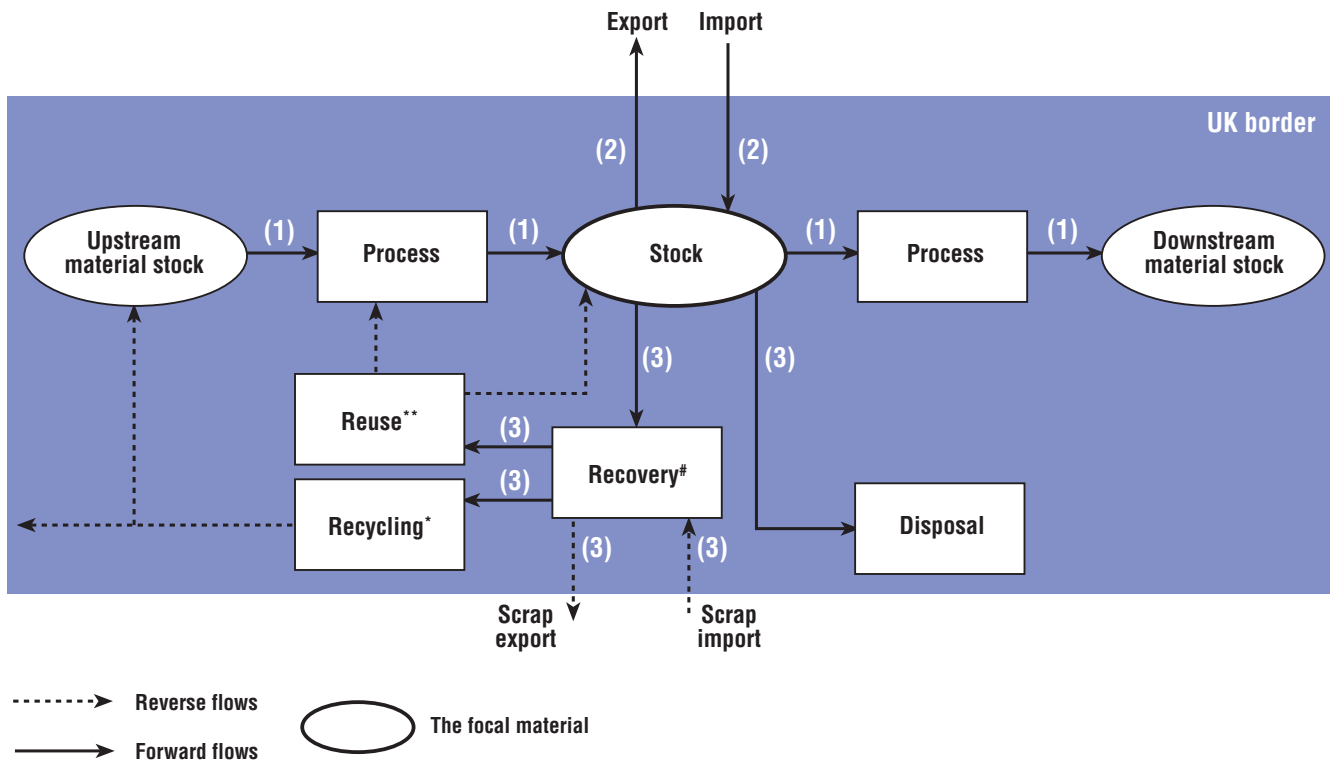 Export
Import
UK border
(2)
(2)
Upstream
material stock
(1)
Process
(1)
Stock
(1)
Process
(1)
Downstream
material stock
(3)
(3)
Reuse**
(3)
Recovery#
(3)
Recycling*
Disposal
(3)
(3)
Scrap
export
Scrap
import
Reverse flows
The focal material
Forward flows